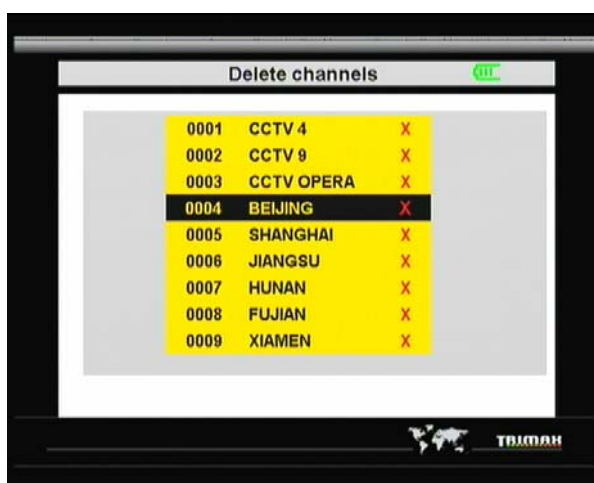 Delete channels
0001 CCTV 4 X
0002 CCTV 9 X
0003 CCTV OPERA X
0004 BEIJING X
0005 SHANGHAI X
0006 JIANGSU X
0007 HUNAN X
0008 FUJIAN X
0009 XIAMEN X
TRIMAX